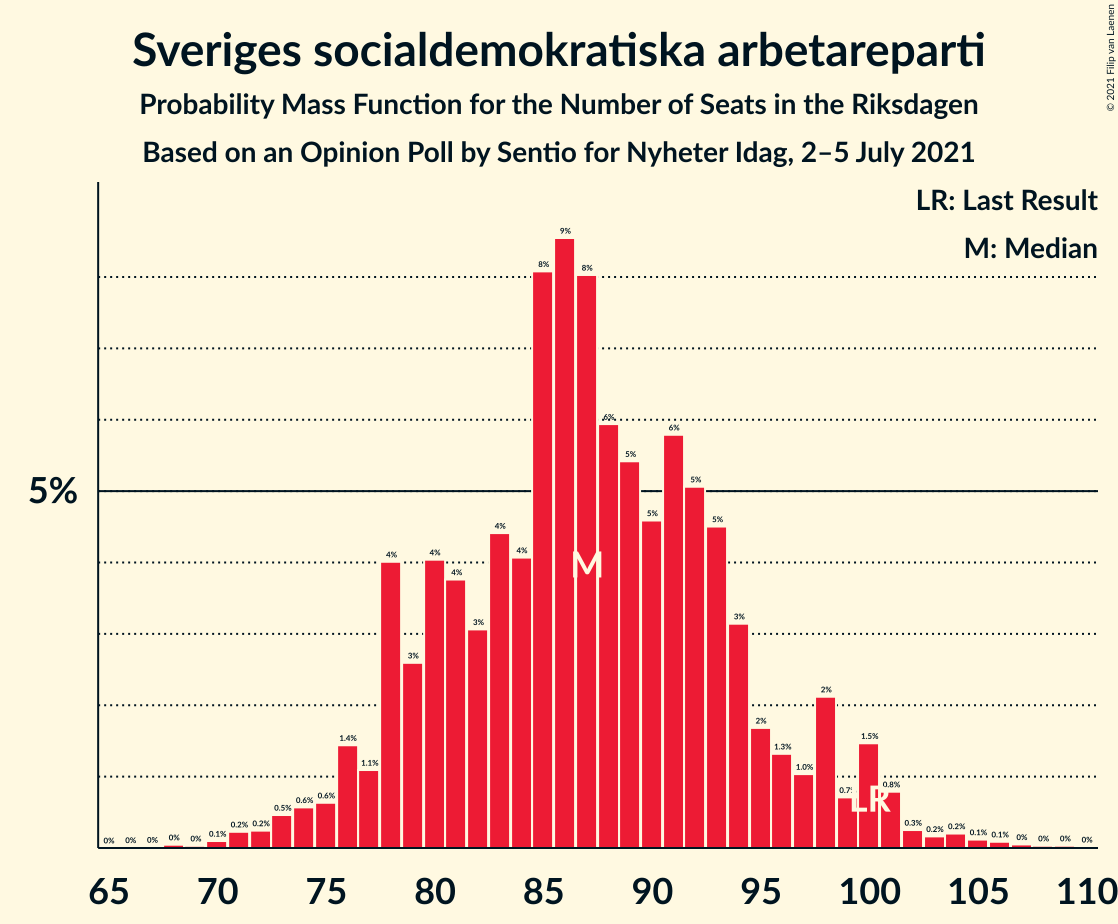 Sveriges socialdemokratiska arbetareparti
Probability Mass Function for the Number of Seats in the Riksdagen
Based on an Opinion Poll by Sentio for Nyheter Idag, 2–5 July 2021
© 2021 Filip van Laenen
LR: Last Result
M: Median
5%
0% 0% 0% 0% 0% 0.1% 0.2% 0.2% 0.5% 0.6% 0.6% 1.4% 1.1% 4% 3% 4% 4% 3% 4% 4% 8% 9% 8% 6% 5% 5% 6% 5% 5% 3% 2% 1.3% 1.0% 2% 1.5% 0.8% 0.3% 0.2% 0.2% 0.1% 0.1% 0% 0% 0% 0%
M
LR
65 70 75 80 85 90 95 100 105 110